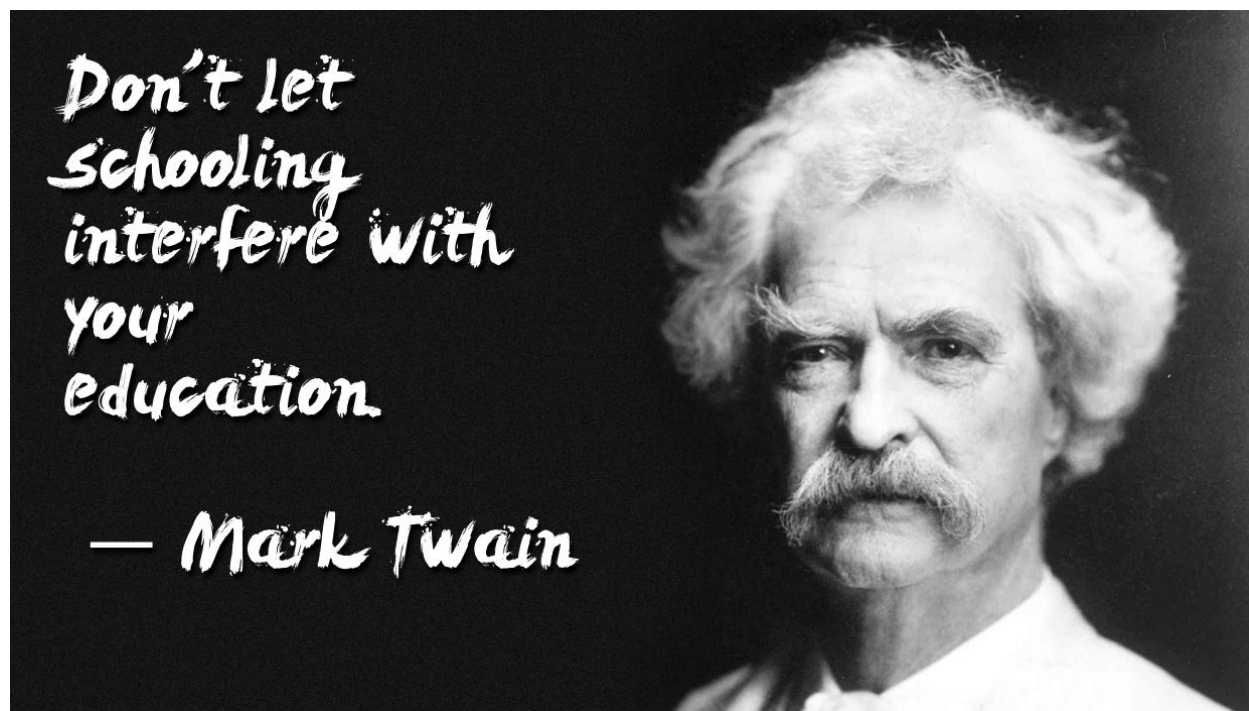 Don't let
schooling
interfere with
your
education.
— Mark Twain